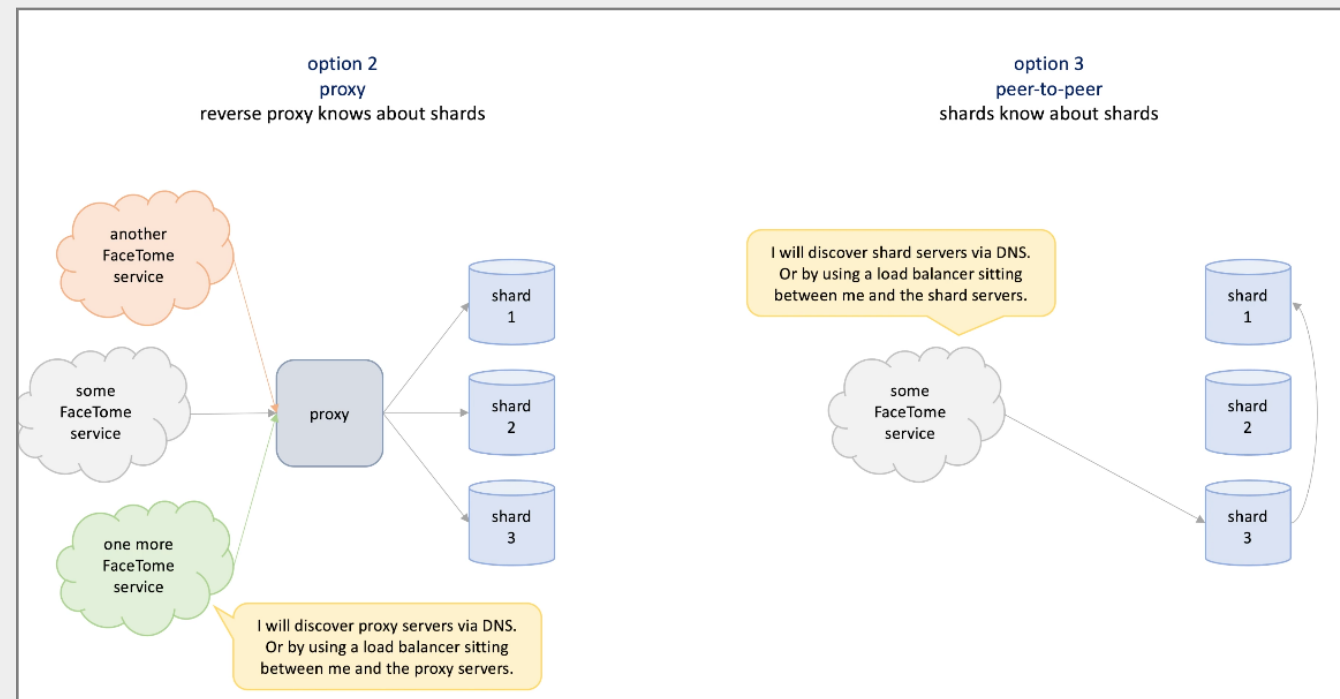 option 2
proxy
reverse proxy knows about shards
another
FaceTome
service
some
FaceTome
service
one more
FaceTome
service
proxy
shard
1
shard
2
shard
3
I will discover proxy servers via DNS.
Or by using a load balancer sitting
between me and the proxy servers.
option 3
peer-to-peer
shards know about shards
I will discover shard servers via DNS.
Or by using a load balancer sitting
between me and the shard servers.
some
FaceTome
service
shard
1
shard
2
shard
3